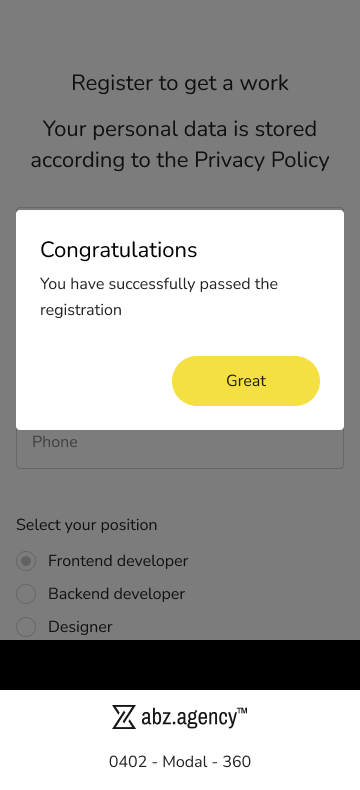 Register to get a work
Your personal data is stored
according to the Privacy Policy
Congratulations
You have successfully passed the
registration
Great
Phone
Select your position
Frontend developer
Backend developer
Designer
abz.agency™
0402 - Modal - 360